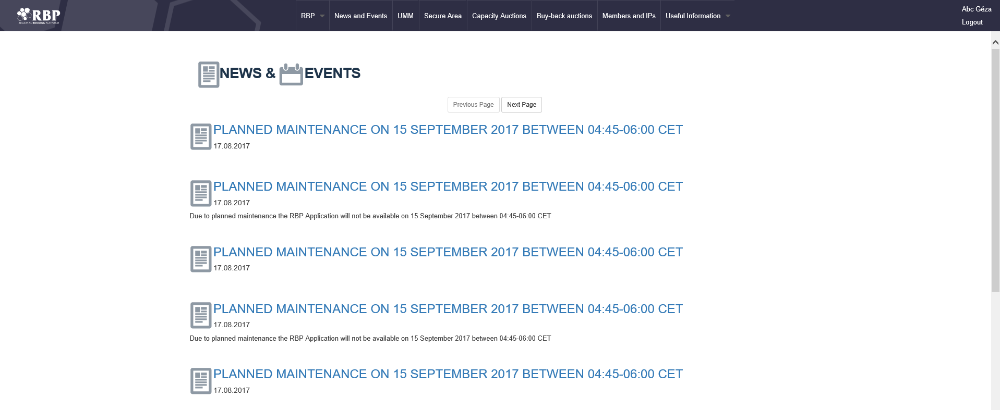 RBP
REGIONAL BOOKING PLATFORM
RBP
News and Events
UMM
Secure Area
Capacity Auctions
Buy-back auctions
Members and IPs
Useful Information
Abc Géza
Logout
NEWS & EVENTS
Previous Page
Next Page
PLANNED MAINTENANCE ON 15 SEPTEMBER 2017 BETWEEN 04:45-06:00 CET
17.08.2017
PLANNED MAINTENANCE ON 15 SEPTEMBER 2017 BETWEEN 04:45-06:00 CET
17.08.2017
Due to planned maintenance the RBP Application will not be available on 15 September 2017 between 04:45-06:00 CET
PLANNED MAINTENANCE ON 15 SEPTEMBER 2017 BETWEEN 04:45-06:00 CET
17.08.2017
PLANNED MAINTENANCE ON 15 SEPTEMBER 2017 BETWEEN 04:45-06:00 CET
17.08.2017
Due to planned maintenance the RBP Application will not be available on 15 September 2017 between 04:45-06:00 CET
PLANNED MAINTENANCE ON 15 SEPTEMBER 2017 BETWEEN 04:45-06:00 CET
17.08.2017